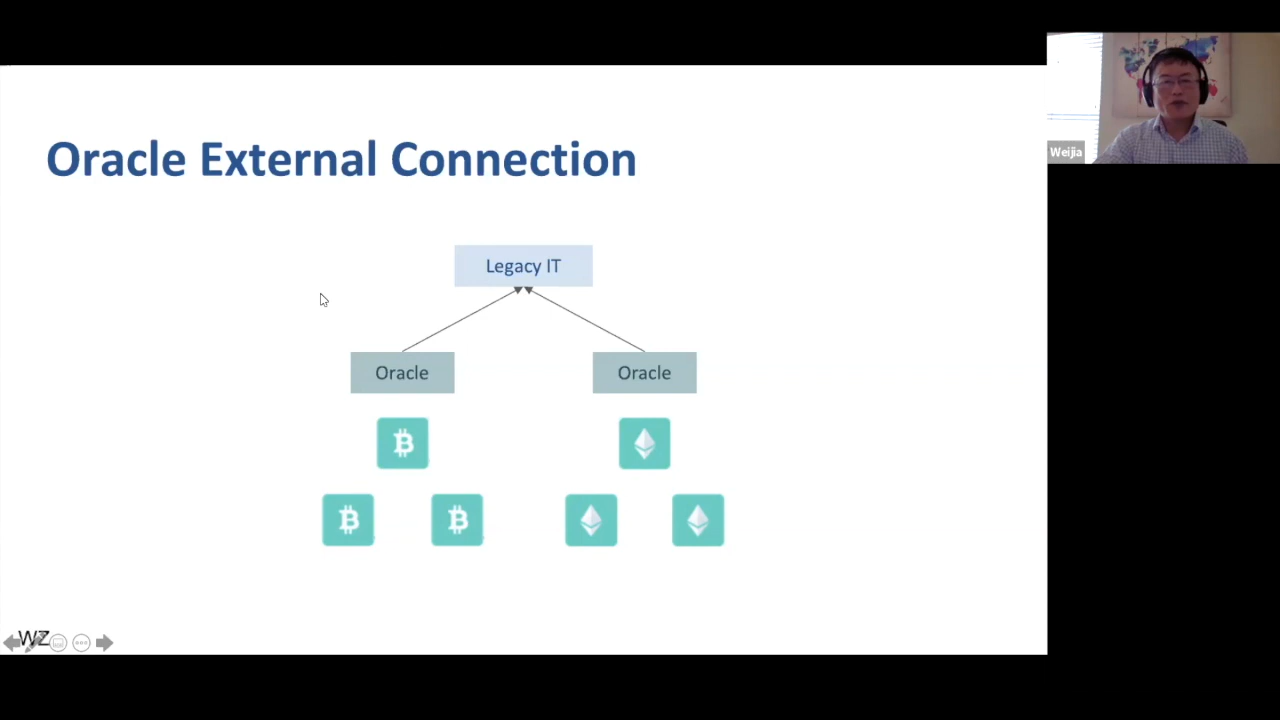 Oracle External Connection
Legacy IT
Oracle
Oracle
WZ
Weijia